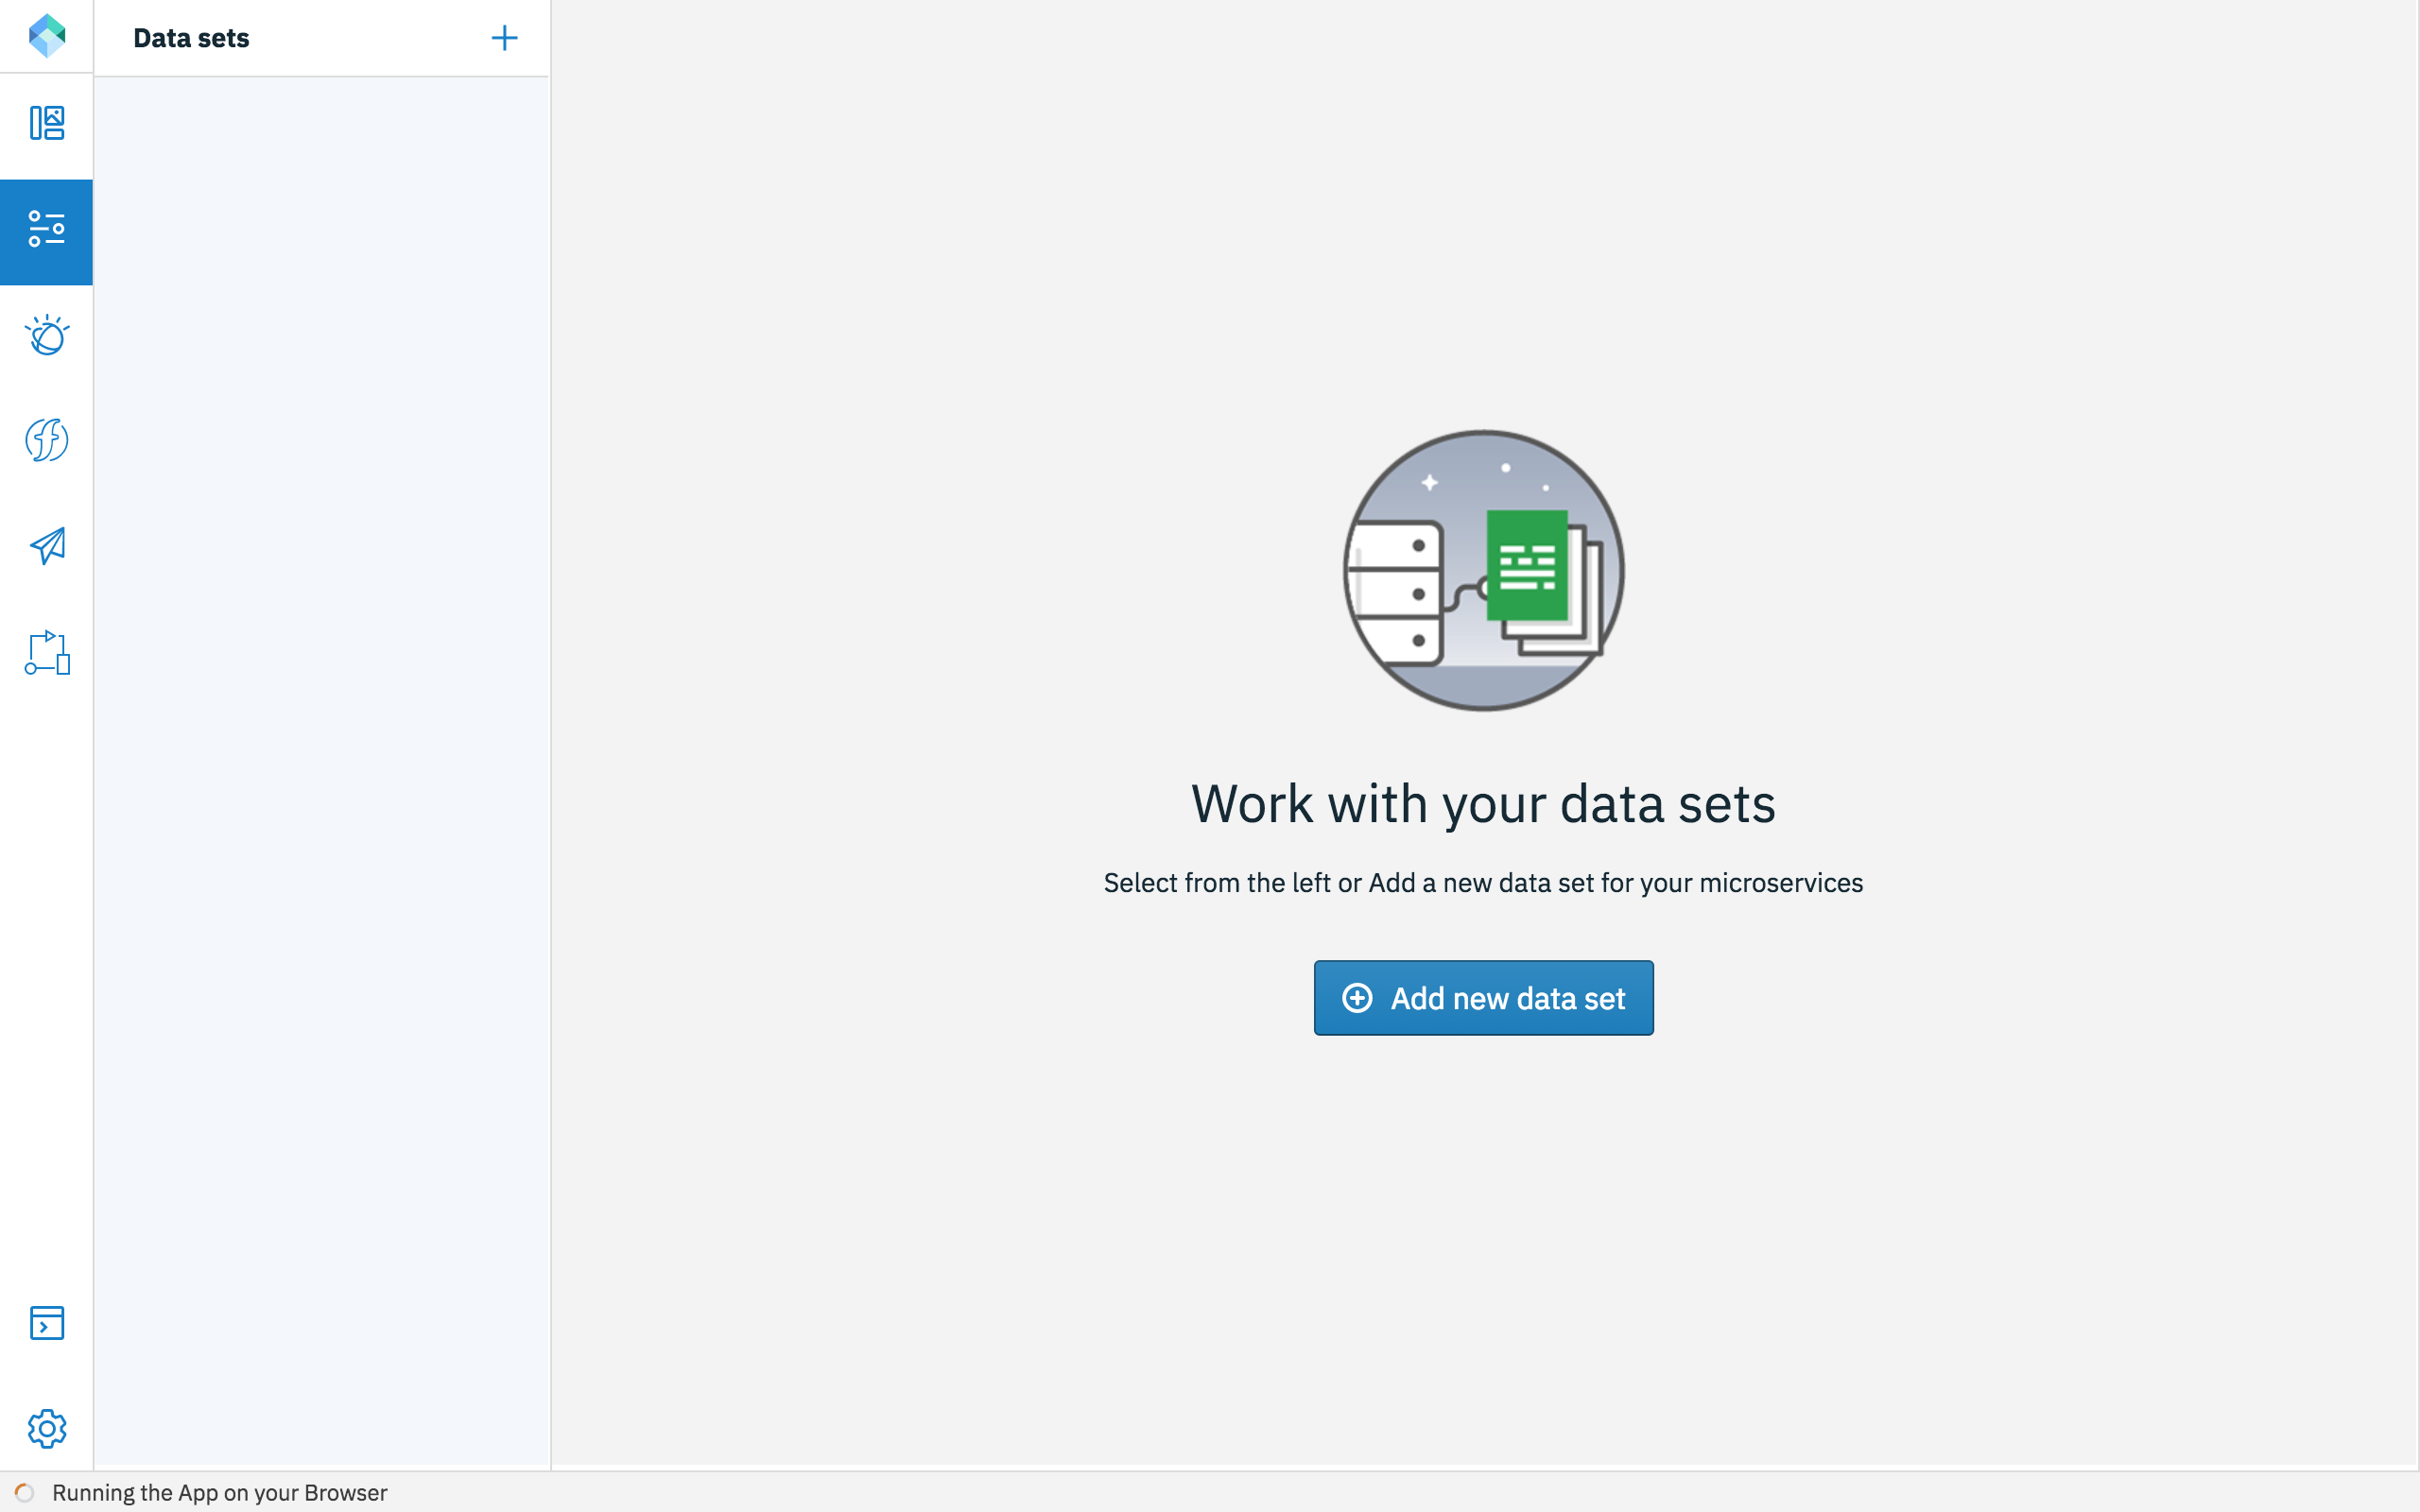 Data sets
Work with your data sets
Select from the left or Add a new data set for your microservices
Add new data set
Running the App on your Browser